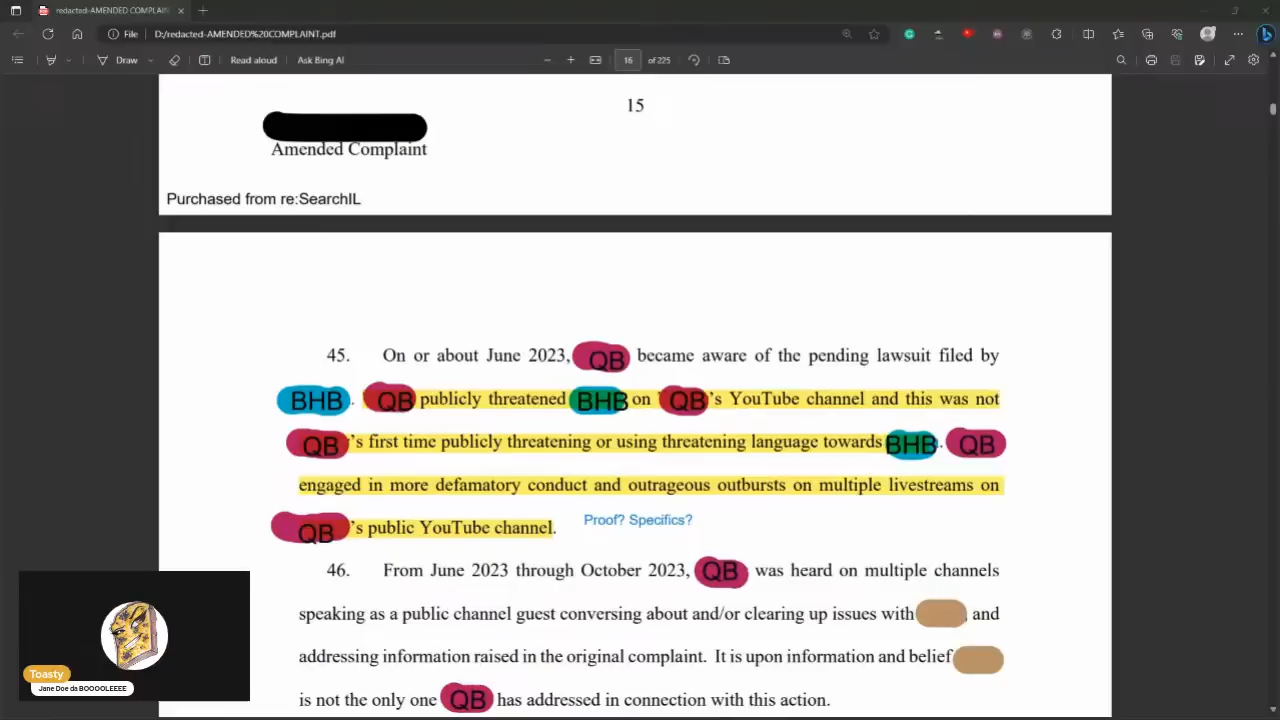 redacted-AMENDED COMPLAINT.p
File D:/redacted-AMENDED%20COMPLAINT.pdf
Draw Read aloud Ask Bing AI 16 of 225
15
Amended Complaint
Purchased from re:SearchIL
45. On or about June 2023, QB became aware of the pending lawsuit filed by
BHB. QB publicly threatened BHB on QB's YouTube channel and this was not
QB's first time publicly threatening or using threatening language towards BHB. QB
engaged in more defamatory conduct and outrageous outbursts on multiple livestreams on
QB's public YouTube channel. Proof? Specifics?
46. From June 2023 through October 2023, QB was heard on multiple channels
speaking as a public channel guest conversing about and/or clearing up issues with , and
addressing information raised in the original complaint. It is upon information and belief
is not the only one QB has addressed in connection with this action.
Toasty
Jane Doe da BOOOOLEEEE